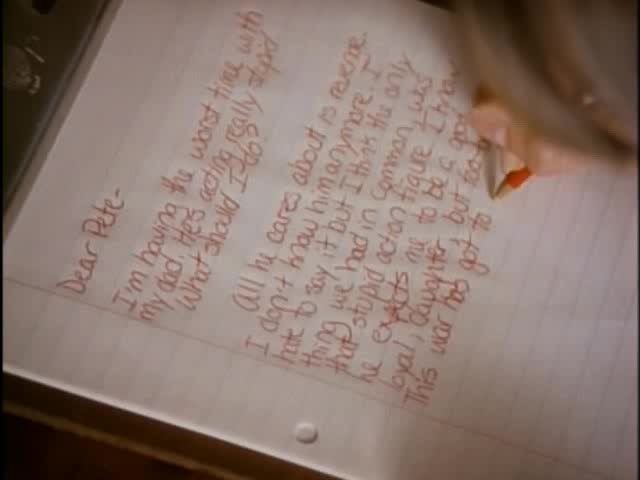 Dear Pete-
I'm having the worst time with
my dad. He's acting really stupid
What should I do?
All he cares about is revenge.
I don't know him anymore. I
hate to say it but I think the only
thing we had in common was
that stupid action figure. I know
he expects me to be a good
loyal, daughter, but
This war has got to